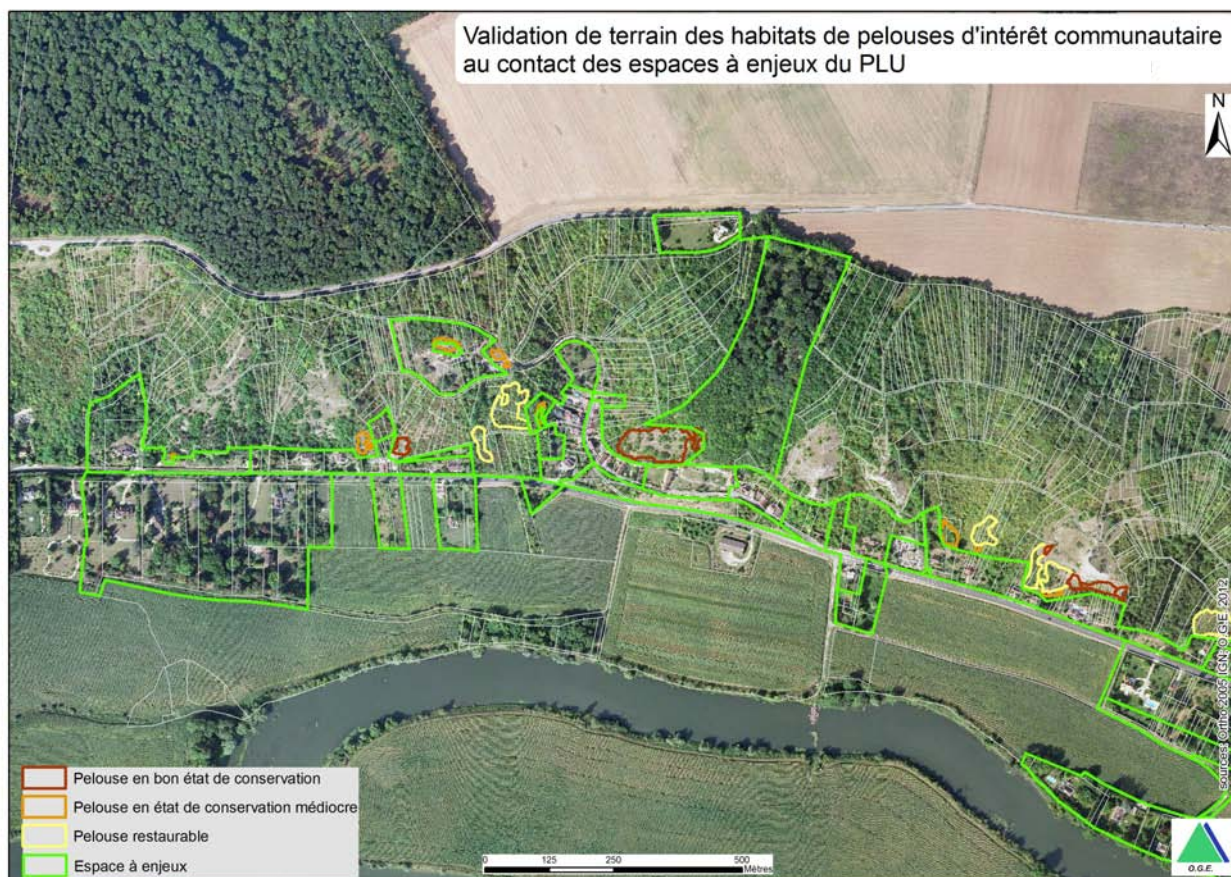 Validation de terrain des habitats de pelouses d'intérêt communautaire
au contact des espaces à enjeux du PLU
N
Pelouse en bon état de conservation
Pelouse en état de conservation médiocre
Pelouse restaurable
Espace à enjeux
0 125 250 500
Mètres
sources: Ortho 2005 IGN, O.G.E 2012
O.G.E.